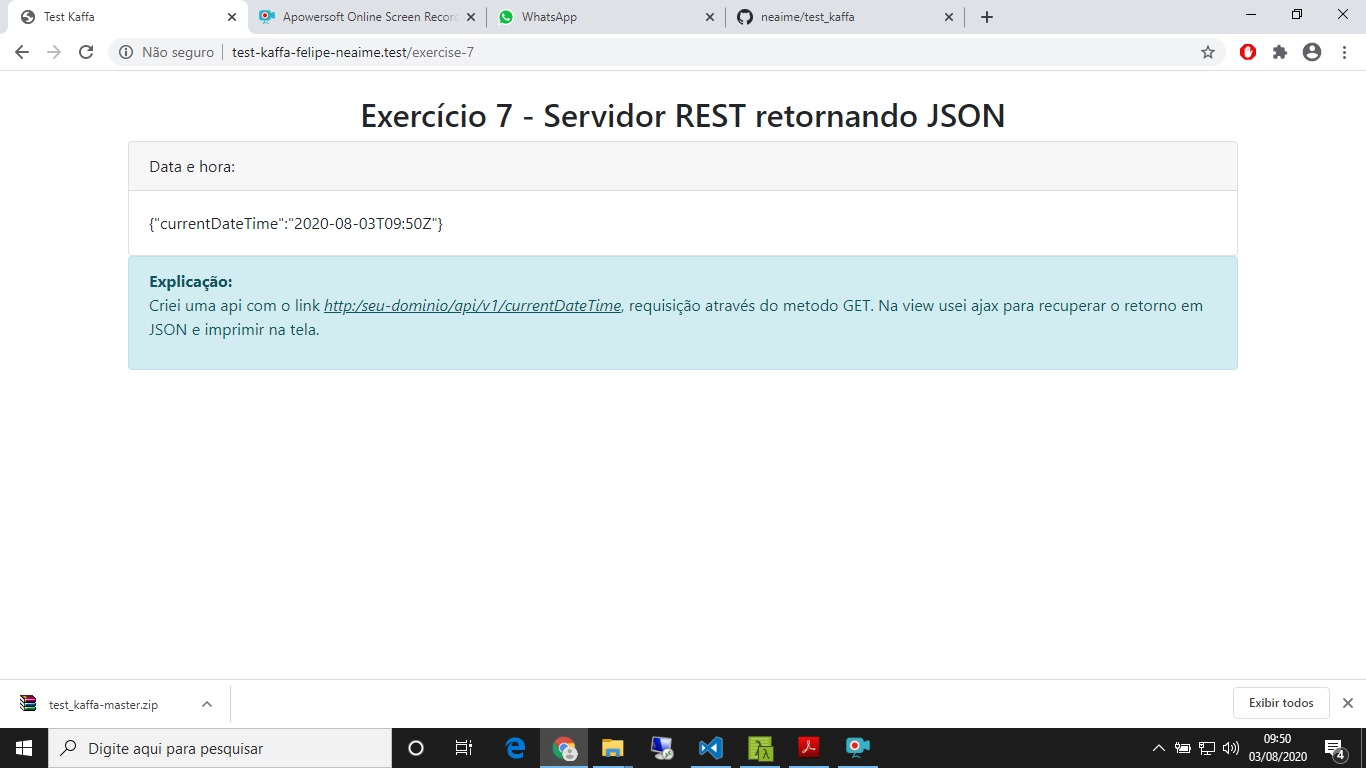 Test Kaffa
Apowersoft Online Screen Recor
WhatsApp
neaime/test_kaffa
Não seguro
test-kaffa-felipe-neaime.test/exercise-7
Exercício 7 - Servidor REST retornando JSON
Data e hora:
{"currentDateTime":"2020-08-03T09:50Z"}
Explicação:
Criei uma api com o link http:/seu-dominio/api/v1/currentDateTime, requisição através do metodo GET. Na view usei ajax para recuperar o retorno em
JSON e imprimir na tela.
test_kaffa-master.zip
Exibir todos
Digite aqui para pesquisar
09:50
03/08/2020
4